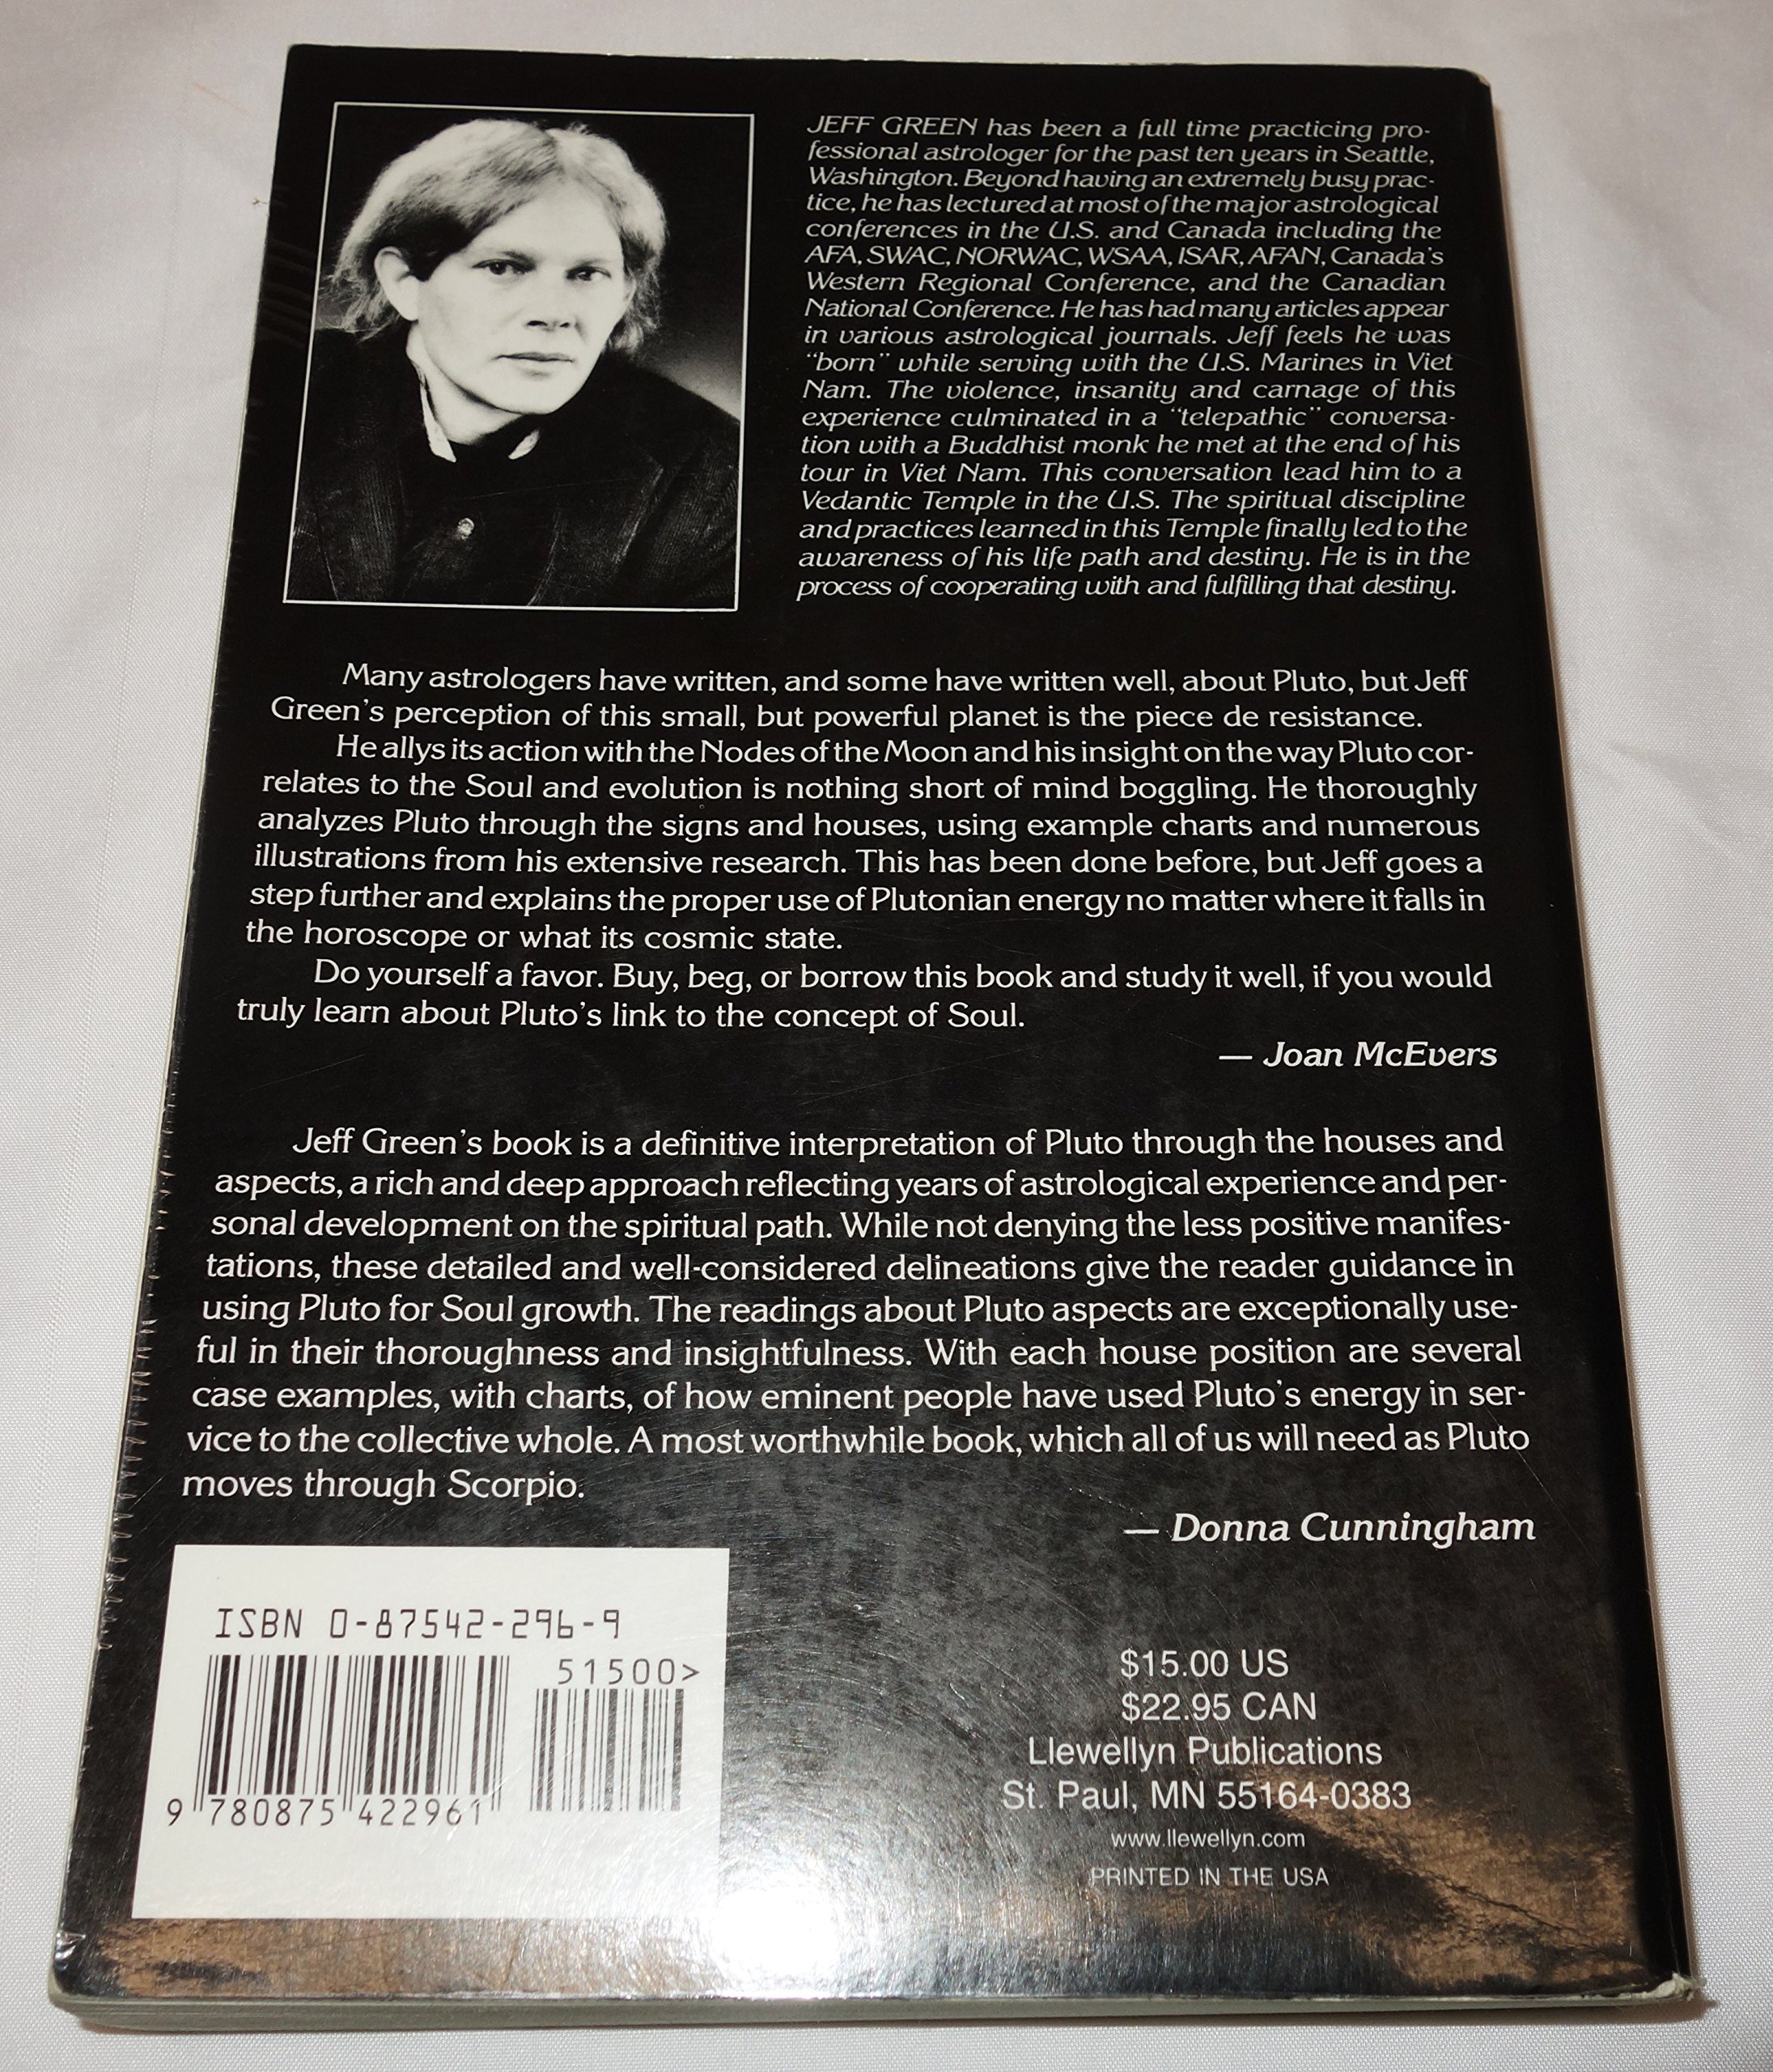 JEFF GREEN has been a full time practicing pro-
fessional astrologer for the past ten years in Seattle,
Washington. Beyond having an extremely busy prac-
tice, he has lectured at most of the major astrological
conferences in the U.S. and Canada including the
AFA, SWAC, NORWAC, WSAA, ISAR, AFAN, Canada's
Western Regional Conference, and the Canadian
National Conference. He has had many articles appear
in various astrological journals. Jeff feels he was
"born" while serving with the U.S. Marines in Viet
Nam. The violence, insanity and carnage of this
experience culminated in a "telepathic" conversa-
tion with a Buddhist monk he met at the end of his
tour in Viet Nam. This conversation lead him to a
Vedantic Temple in the U.S. The spiritual discipline
and practices learned in this Temple finally led to the
awareness of his life path and destiny. He is in the
process of cooperating with and fulfilling that destiny.
Many astrologers have written, and some have written well, about Pluto, but Jeff
Green's perception of this small, but powerful planet is the piece de resistance.
He allys its action with the Nodes of the Moon and his insight on the way Pluto cor-
relates to the Soul and evolution is nothing short of mind boggling. He thoroughly
analyzes Pluto through the signs and houses, using example charts and numerous
illustrations from his extensive research. This has been done before, but Jeff goes a
step further and explains the proper use of Plutonian energy no matter where it falls in
the horoscope or what its cosmic state.
Do yourself a favor. Buy, beg, or borrow this book and study it well, if you would
truly learn about Pluto's link to the concept of Soul.
— Joan McEvers
Jeff Green's book is a definitive interpretation of Pluto through the houses and
aspects, a rich and deep approach reflecting years of astrological experience and per-
sonal development on the spiritual path. While not denying the less positive manifes-
tations, these detailed and well-considered delineations give the reader guidance in
using Pluto for Soul growth. The readings about Pluto aspects are exceptionally use-
ful in their thoroughness and insightfulness. With each house position are several
case examples, with charts, of how eminent people have used Pluto's energy in ser-
vice to the collective whole. A most worthwhile book, which all of us will need as Pluto
moves through Scorpio.
— Donna Cunningham
ISBN 0-87542-296-9
51500>
9 780875 422961
$15.00 US
$22.95 CAN
Llewellyn Publications
St. Paul, MN 55164-0383
www.llewellyn.com
PRINTED IN THE USA